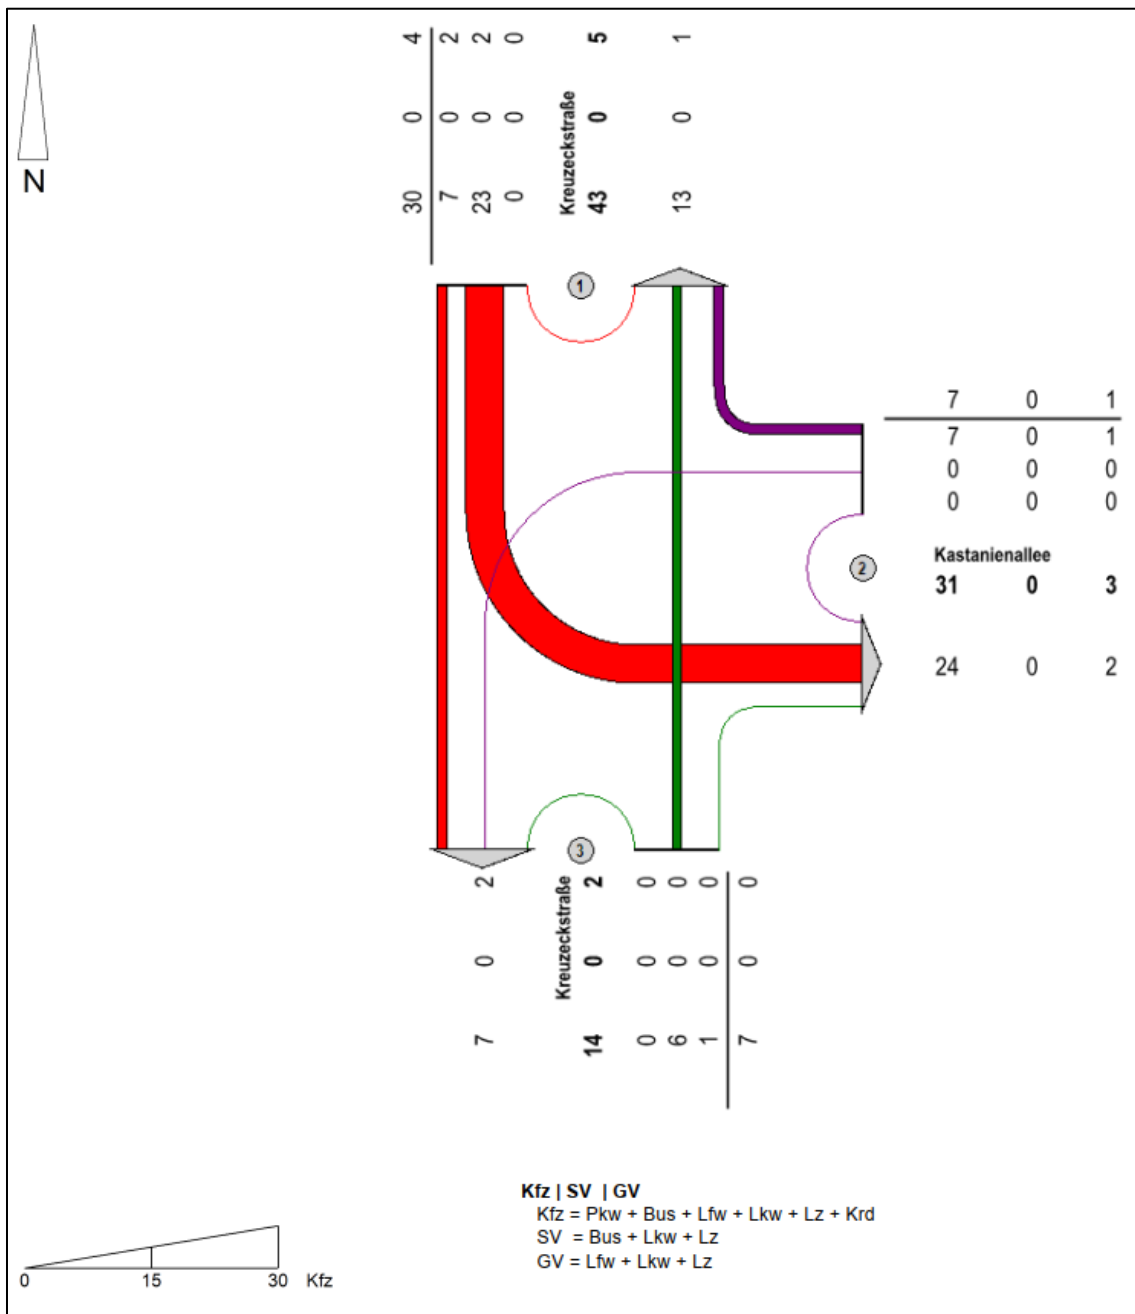 4 2 2 0 5 1
0 0 0 0 0 0
30 7 23 0 43 13
Kreuzeckstraße
N
1
7 0 1
7 0 1
0 0 0
0 0 0
Kastanienallee
2
31 0 3
24 0 2
3
2 2 0 0 0 0
Kreuzeckstraße
0 0 0 0 0 0
7 14 0 6 1 7
Kfz | SV | GV
Kfz = Pkw + Bus + Lfw + Lkw + Lz + Krd
SV = Bus + Lkw + Lz
GV = Lfw + Lkw + Lz
0 15 30 Kfz